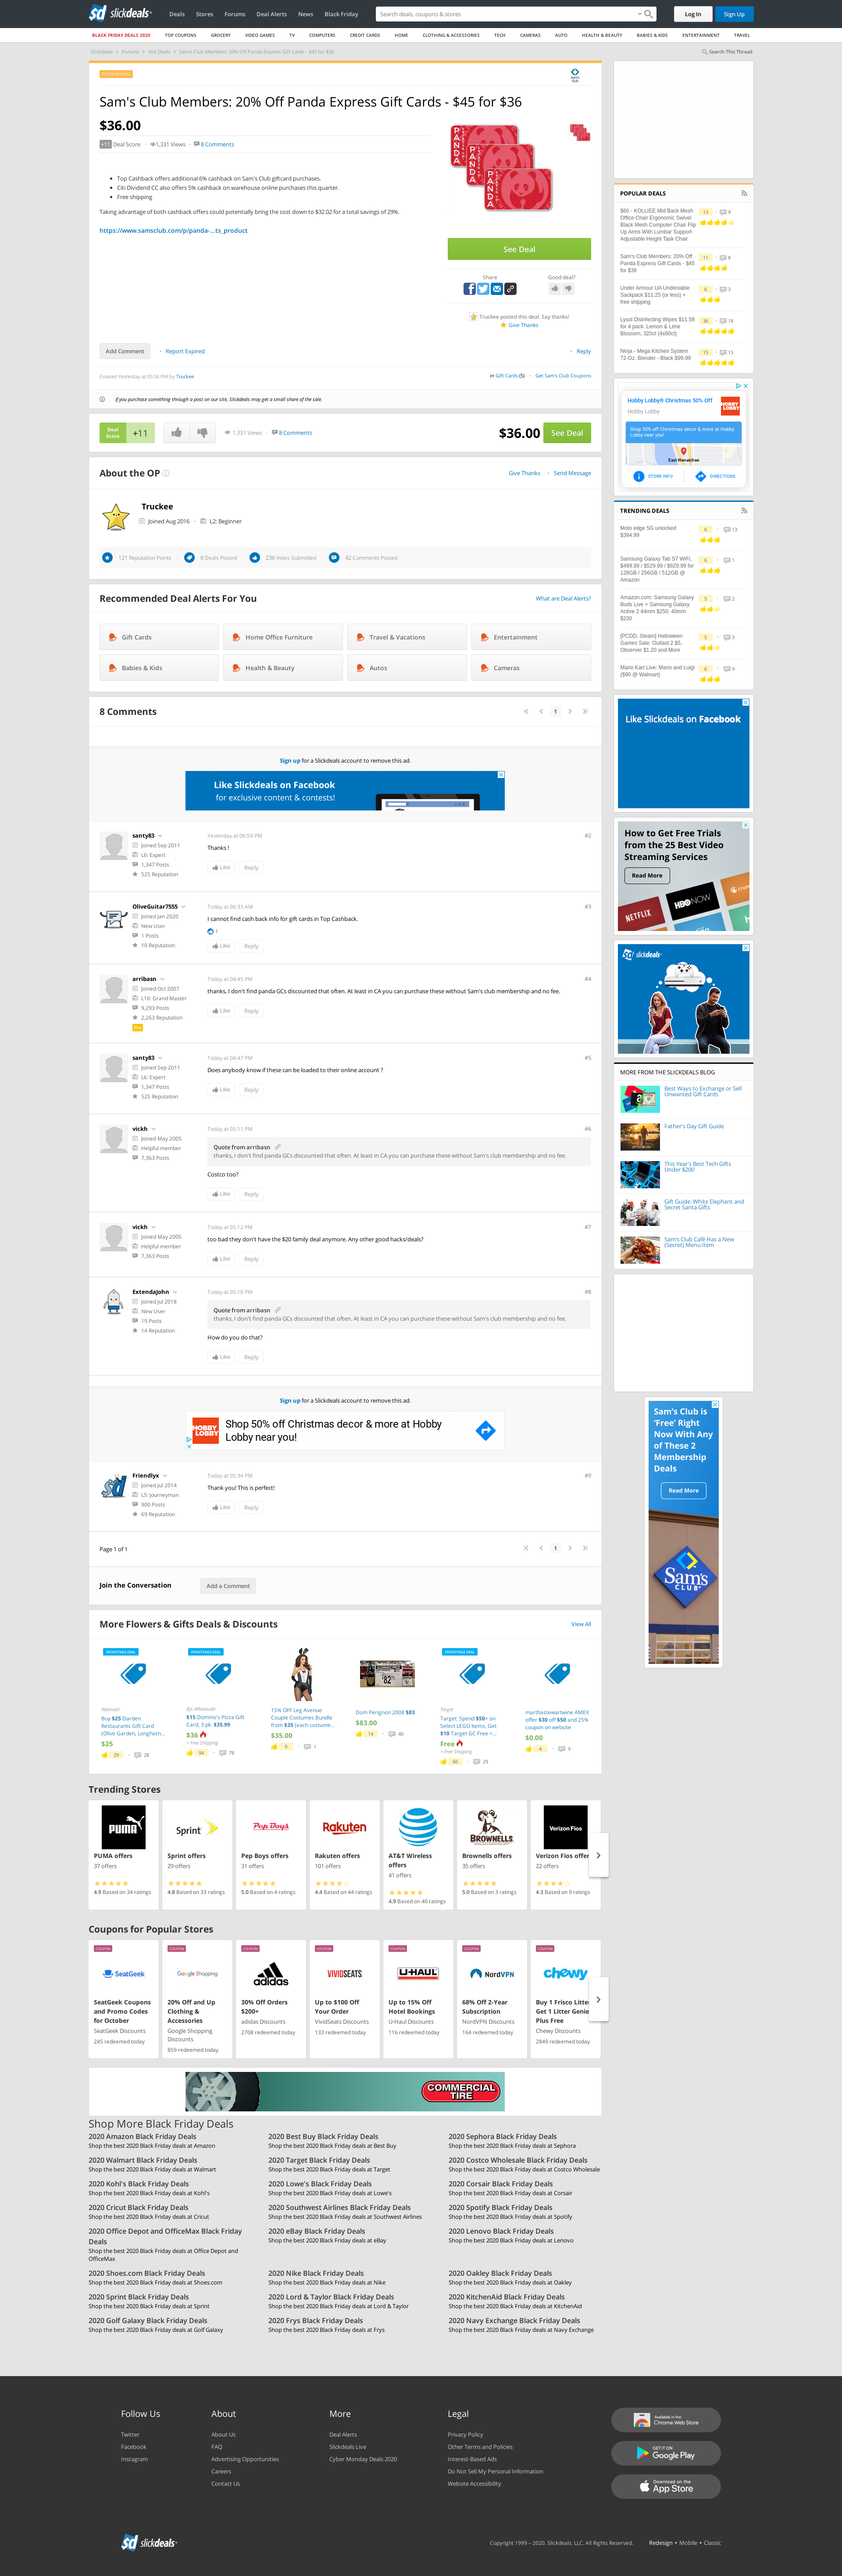 sd slickdeals
Deals Stores Forums Deal Alerts News Black Friday
Search deals, coupons & stores
Log In Sign Up
BLACK FRIDAY DEALS 2020 TOP COUPONS GROCERY VIDEO GAMES TV COMPUTERS CREDIT CARDS HOME CLOTHING & ACCESSORIES TECH CAMERAS AUTO HEALTH & BEAUTY BABIES & KIDS ENTERTAINMENT TRAVEL
Slickdeals › Forums › Hot Deals › Sam's Club Members: 20% Off Panda Express Gift Cards - $45 for $36
Search This Thread
POPULAR DEAL
Sam's Club Members: 20% Off Panda Express Gift Cards - $45 for $36
$36.00
+11 Deal Score · 1,331 Views · 8 Comments
• Top Cashback offers additional 6% cashback on Sam's Club giftcard purchases.
• Citi Dividend CC also offers 5% cashback on warehouse online purchases this quarter.
• Free shipping
Taking advantage of both cashback offers could potentially bring the cost down to $32.02 for a total savings of 29%.
https://www.samsclub.com/p/panda-...ts_product
PANDA
PANDA
PANDA
See Deal
Share
Good deal?
Truckee posted this deal. Say thanks!
Give Thanks
Add Comment · Report Expired · Reply
Created Yesterday at 05:56 PM by Truckee
in Gift Cards (5) · Get Sam's Club Coupons
If you purchase something through a post on our site, Slickdeals may get a small share of the sale.
Deal Score +11
1,331 Views · 8 Comments
$36.00 See Deal
About the OP
Give Thanks · Send Message
Truckee
Joined Aug 2016 · L2: Beginner
121 Reputation Points · 8 Deals Posted · 236 Votes Submitted · 42 Comments Posted
Recommended Deal Alerts For You
What are Deal Alerts?
Gift Cards Home Office Furniture Travel & Vacations Entertainment
Babies & Kids Health & Beauty Autos Cameras
8 Comments
1
Sign up for a Slickdeals account to remove this ad.
Like Slickdeals on Facebook
for exclusive content & contests!
santy83
Joined Sep 2011
L6: Expert
1,347 Posts
525 Reputation
Yesterday at 06:59 PM
#2
Thanks !
Like Reply
OliveGuitar7555
Joined Jan 2020
New User
1 Posts
10 Reputation
Today at 06:33 AM
#3
I cannot find cash back info for gift cards in Top Cashback.
1
Like Reply
arribasn
Joined Oct 2007
L10: Grand Master
9,293 Posts
2,263 Reputation
Pro
Today at 04:45 PM
#4
thanks, I don't find panda GCs discounted that often. At least in CA you can purchase these without Sam's club membership and no fee.
Like Reply
santy83
Joined Sep 2011
L6: Expert
1,347 Posts
525 Reputation
Today at 04:47 PM
#5
Does anybody know if these can be loaded to their online account ?
Like Reply
vickh
Joined May 2005
Helpful member
7,363 Posts
Today at 05:11 PM
#6
Quote from arribasn
thanks, I don't find panda GCs discounted that often. At least in CA you can purchase these without Sam's club membership and no fee.
Costco too?
Like Reply
vickh
Joined May 2005
Helpful member
7,363 Posts
Today at 05:12 PM
#7
too bad they don't have the $20 family deal anymore. Any other good hacks/deals?
Like Reply
ExtendaJohn
Joined Jul 2018
New User
19 Posts
14 Reputation
Today at 05:18 PM
#8
Quote from arribasn
thanks, I don't find panda GCs discounted that often. At least in CA you can purchase these without Sam's club membership and no fee.
How do you do that?
Like Reply
Sign up for a Slickdeals account to remove this ad.
HOBBY LOBBY
Shop 50% off Christmas decor & more at Hobby
Lobby near you!
Friendlyx
Joined Jul 2014
L5: Journeyman
900 Posts
69 Reputation
Today at 05:34 PM
#9
Thank you! This is perfect!
Like Reply
Page 1 of 1
1
Join the Conversation
Add a Comment
More Flowers & Gifts Deals & Discounts
View All
FRONTPAGE DEAL
Walmart
Buy $25 Darden
Restaurants Gift Card
(Olive Garden, Longhorn...
$25
29 · 28
FRONTPAGE DEAL
BJs Wholesale
$15 Domino's Pizza Gift
Card, 3 pk. $35.99
$36
+ Free Shipping
94 · 78
15% OFF Leg Avenue
Couple Costumes Bundle
from $35 (each costume...
$35.00
9 · 1
Dom Perignon 2008 $83
$83.00
14 · 40
FRONTPAGE DEAL
Target
Target: Spend $50+ on
Select LEGO Items, Get
$10 Target GC Free +...
Free
+ Free Shipping
66 · 29
marthastewartwine AMEX
offer $30 off $50 and 25%
coupon on website
$0.00
4 · 9
Trending Stores
PUMA
PUMA offers
37 offers
4.9 Based on 34 ratings
Sprint
Sprint offers
29 offers
4.8 Based on 33 ratings
Pep Boys
Pep Boys offers
31 offers
5.0 Based on 4 ratings
Rakuten
Rakuten offers
101 offers
4.4 Based on 44 ratings
AT&T
AT&T Wireless
offers
41 offers
4.9 Based on 40 ratings
BROWNELLS
Brownells offers
35 offers
5.0 Based on 3 ratings
Verizon Fios
Verizon Fios offer
22 offers
4.3 Based on 9 ratings
Coupons for Popular Stores
COUPON
SeatGeek
SeatGeek Coupons
and Promo Codes
for October
SeatGeek Discounts
245 redeemed today
COUPON
Google Shopping
20% Off and Up
Clothing &
Accessories
Google Shopping
Discounts
859 redeemed today
COUPON
adidas
30% Off Orders
$200+
adidas Discounts
2708 redeemed today
COUPON
VIVIDSEATS
Up to $100 Off
Your Order
VividSeats Discounts
133 redeemed today
COUPON
U-HAUL
Up to 15% Off
Hotel Bookings
U-Haul Discounts
116 redeemed today
COUPON
NordVPN
68% Off 2-Year
Subscription
NordVPN Discounts
164 redeemed today
COUPON
chewy
Buy 1 Frisco Litter
Get 1 Litter Genie
Plus Free
Chewy Discounts
2849 redeemed today
COMMERCIAL TIRE
Shop More Black Friday Deals
2020 Amazon Black Friday Deals
Shop the best 2020 Black Friday deals at Amazon
2020 Best Buy Black Friday Deals
Shop the best 2020 Black Friday deals at Best Buy
2020 Sephora Black Friday Deals
Shop the best 2020 Black Friday deals at Sephora
2020 Walmart Black Friday Deals
Shop the best 2020 Black Friday deals at Walmart
2020 Target Black Friday Deals
Shop the best 2020 Black Friday deals at Target
2020 Costco Wholesale Black Friday Deals
Shop the best 2020 Black Friday deals at Costco Wholesale
2020 Kohl's Black Friday Deals
Shop the best 2020 Black Friday deals at Kohl's
2020 Lowe's Black Friday Deals
Shop the best 2020 Black Friday deals at Lowe's
2020 Corsair Black Friday Deals
Shop the best 2020 Black Friday deals at Corsair
2020 Cricut Black Friday Deals
Shop the best 2020 Black Friday deals at Cricut
2020 Southwest Airlines Black Friday Deals
Shop the best 2020 Black Friday deals at Southwest Airlines
2020 Spotify Black Friday Deals
Shop the best 2020 Black Friday deals at Spotify
2020 Office Depot and OfficeMax Black Friday
Deals
Shop the best 2020 Black Friday deals at Office Depot and
OfficeMax
2020 eBay Black Friday Deals
Shop the best 2020 Black Friday deals at eBay
2020 Lenovo Black Friday Deals
Shop the best 2020 Black Friday deals at Lenovo
2020 Shoes.com Black Friday Deals
Shop the best 2020 Black Friday deals at Shoes.com
2020 Nike Black Friday Deals
Shop the best 2020 Black Friday deals at Nike
2020 Oakley Black Friday Deals
Shop the best 2020 Black Friday deals at Oakley
2020 Sprint Black Friday Deals
Shop the best 2020 Black Friday deals at Sprint
2020 Lord & Taylor Black Friday Deals
Shop the best 2020 Black Friday deals at Lord & Taylor
2020 KitchenAid Black Friday Deals
Shop the best 2020 Black Friday deals at KitchenAid
2020 Golf Galaxy Black Friday Deals
Shop the best 2020 Black Friday deals at Golf Galaxy
2020 Frys Black Friday Deals
Shop the best 2020 Black Friday deals at Frys
2020 Navy Exchange Black Friday Deals
Shop the best 2020 Black Friday deals at Navy Exchange
POPULAR DEALS
$60 - KOLLIEE Mid Back Mesh
Office Chair Ergonomic Swivel
Black Mesh Computer Chair Flip
Up Arms With Lumbar Support
Adjustable Height Task Chair
13 · 9
Sam's Club Members: 20% Off
Panda Express Gift Cards - $45
for $36
11 · 8
Under Armour UA Undeniable
Sackpack $11.25 (or less) +
free shipping
6 · 3
Lysol Disinfecting Wipes $11.56
for 4 pack. Lemon & Lime
Blossom, 320ct (4x80ct)
36 · 18
Ninja - Mega Kitchen System
72-Oz. Blender - Black $99.99
15 · 13
Hobby Lobby® Christmas 50% Off
Hobby Lobby
HOBBY LOBBY
Shop 50% off Christmas decor & more at Hobby
Lobby near you!
East Wenatchee
STORE INFO DIRECTIONS
TRENDING DEALS
Moto edge 5G unlocked
$394.99
6 · 13
Samsung Galaxy Tab S7 WiFi,
$499.99 / $529.99 / $629.99 for
128GB / 256GB / 512GB @
Amazon
6 · 1
Amazon.com: Samsung Galaxy
Buds Live + Samsung Galaxy
Active 2 44mm $250, 40mm
$230
5 · 2
[PCDD, Steam] Halloween
Games Sale: Outlast 2 $5,
Observer $1.20 and More
5 · 3
Mario Kart Live: Mario and Luigi
($90 @ Walmart)
6 · 9
Like Slickdeals on Facebook
How to Get Free Trials
from the 25 Best Video
Streaming Services
Read More
NETFLIX
HBO NOW
sd slickdeals
MORE FROM THE SLICKDEALS BLOG
Best Ways to Exchange or Sell
Unwanted Gift Cards
Father's Day Gift Guide
This Year's Best Tech Gifts
Under $200
Gift Guide: White Elephant and
Secret Santa Gifts
Sam's Club Café Has a New
(Secret) Menu Item
Sam's Club is
'Free' Right
Now With Any
of These 2
Membership
Deals
Read More
Sam's CLUB
Follow Us
Twitter
Facebook
Instagram
About
About Us
FAQ
Advertising Opportunities
Careers
Contact Us
More
Deal Alerts
Slickdeals Live
Cyber Monday Deals 2020
Legal
Privacy Policy
Other Terms and Policies
Interest-Based Ads
Do Not Sell My Personal Information
Website Accessibility
Available in the
Chrome Web Store
GET IT ON
Google Play
Download on the
App Store
sd slickdeals
Copyright 1999 – 2020. Slickdeals, LLC. All Rights Reserved. Redesign • Mobile • Classic